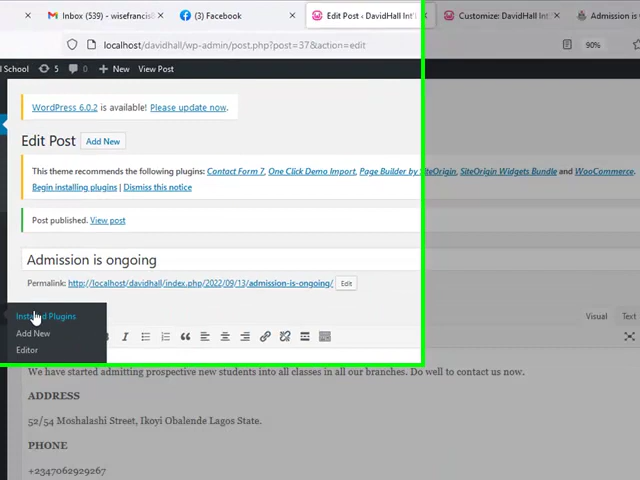 Inbox (539) - wisefrancis8
(3) Facebook
Edit Post ‹ DavidHall Int'l
Customize: DavidHall Int
Admission is
localhost/davidhall/wp-admin/post.php?post=37&action=edit
90%
l School
5
0
New
View Post
WordPress 6.0.2 is available! Please update now.
Edit Post
Add New
This theme recommends the following plugins: Contact Form 7, One Click Demo Import, Page Builder by SiteOrigin, SiteOrigin Widgets Bundle and WooCommerce.
Begin installing plugins | Dismiss this notice
Post published. View post
Admission is ongoing
Permalink: http://localhost/davidhall/index.php/2022/09/13/admission-is-ongoing/
Edit
Installed Plugins
Visual
Text
Add New
Editor
We have started admitting prospective new students into all classes in all our branches. Do well to contact us now.
ADDRESS
52/54 Moshalashi Street, Ikoyi Obalende Lagos State.
PHONE
+2347062929267